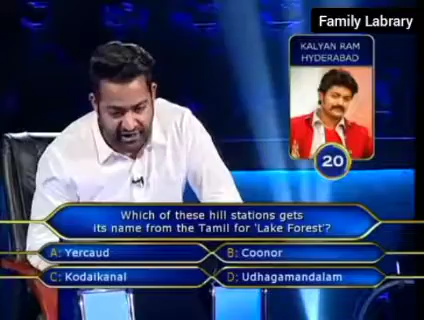 Family Labrary
KALYAN RAM
HYDERABAD
20
Which of these hill stations gets
its name from the Tamil for 'Lake Forest'?
A: Yercaud
B: Coonor
C: Kodaikanal
D: Udhagamandalam